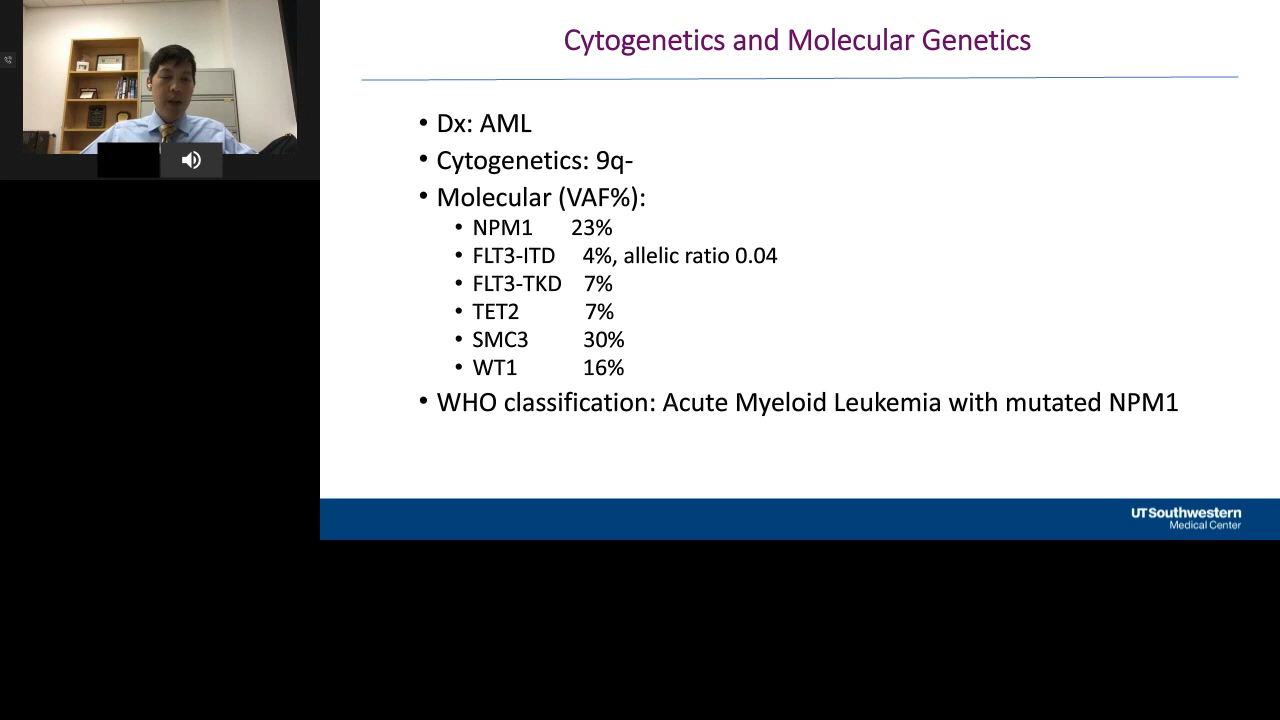 Cytogenetics and Molecular Genetics
• Dx: AML
• Cytogenetics: 9q-
• Molecular (VAF%):
• NPM1 23%
• FLT3-ITD 4%, allelic ratio 0.04
• FLT3-TKD 7%
• TET2 7%
• SMC3 30%
• WT1 16%
• WHO classification: Acute Myeloid Leukemia with mutated NPM1
UTSouthwestern
Medical Center